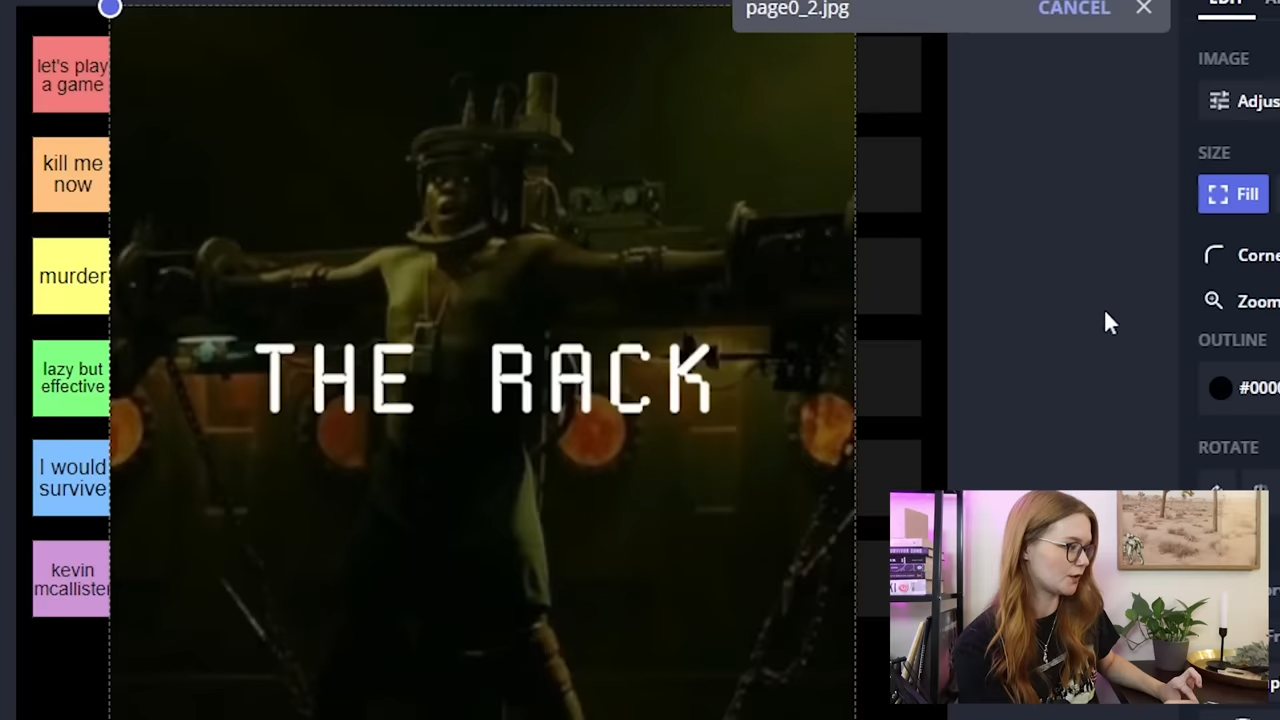 page0_2.jpg
CANCEL
let's play
a game
kill me
now
murder
lazy but
effective
I would
survive
kevin
mcallister
THE RACK
EDIT
IMAGE
Adjus
SIZE
Fill
Corne
Zoom
OUTLINE
#000
ROTATE